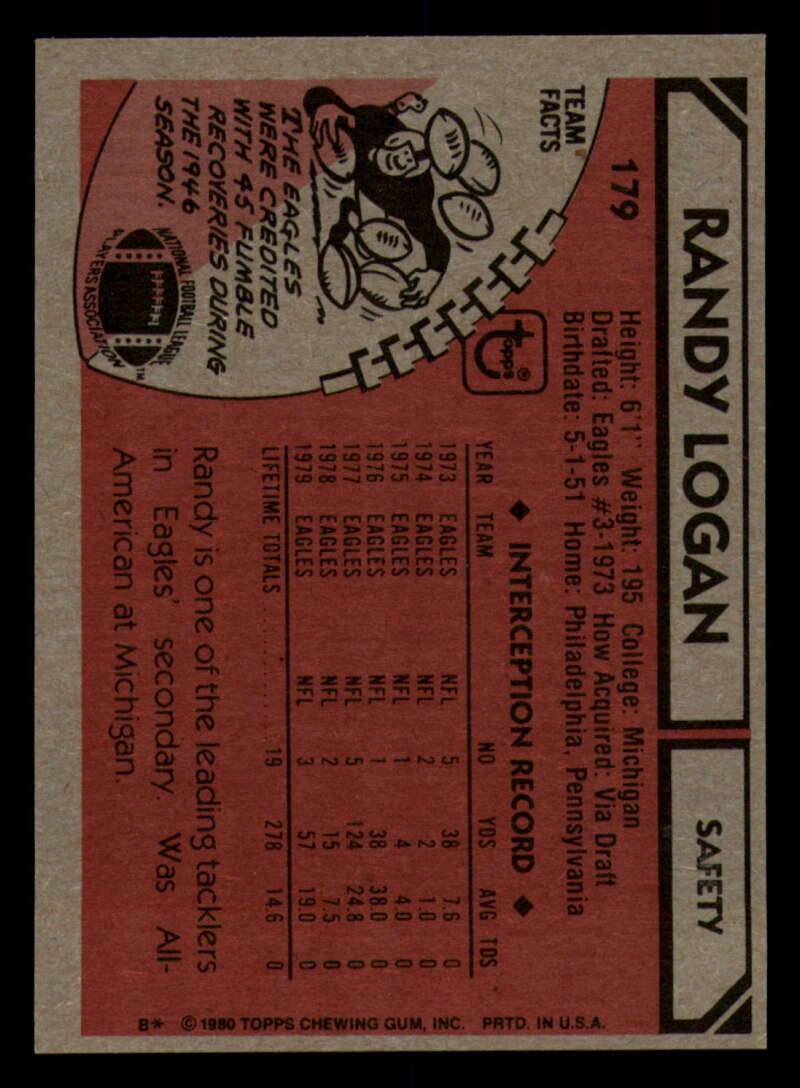 RANDY LOGAN
SAFETY
179
Height: 6'1" Weight: 195 College: Michigan
Drafted: Eagles #3-1973 How Acquired: Via Draft
Birthdate: 5-1-51 Home: Philadelphia, Pennsylvania
TEAM
FACTS
THE EAGLES
WERE CREDITED
WITH 45 FUMBLE
RECOVERIES DURING
THE 1946
SEASON.
NATIONAL FOOTBALL LEAGUE
PLAYERS ASSOCIATION
TM
Topps®
◆ INTERCEPTION RECORD ◆
YEAR TEAM NO YDS AVG TDS
1973 EAGLES NFL 5 38 7.6 0
1974 EAGLES NFL 2 2 1.0 0
1975 EAGLES NFL 1 4 4.0 0
1976 EAGLES NFL 1 38 38.0 0
1977 EAGLES NFL 5 124 24.8 0
1978 EAGLES NFL 2 15 7.5 0
1979 EAGLES NFL 3 57 19.0 0
LIFETIME TOTALS 19 278 14.6 0
Randy is one of the leading tacklers
in Eagles' secondary. Was All-
American at Michigan.
B* © 1980 TOPPS CHEWING GUM, INC. PRTD. IN U.S.A.